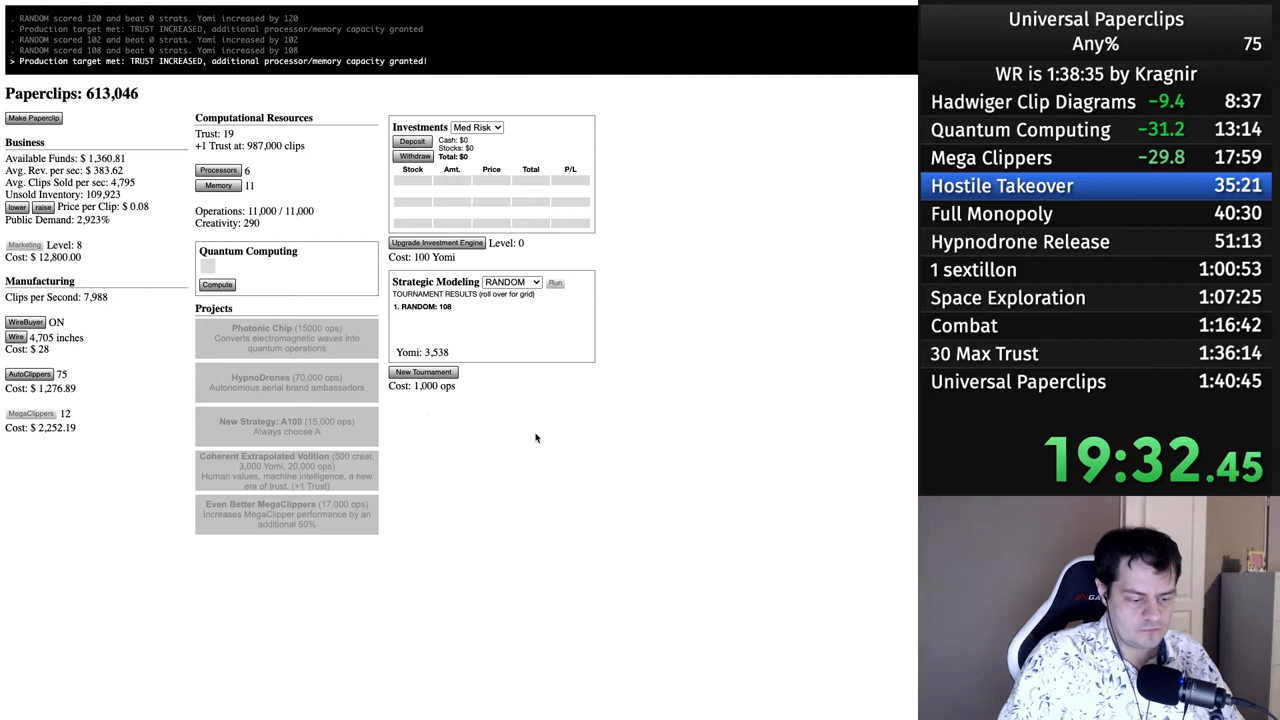 . RANDOM scored 120 and beat 0 strats. Yomi increased by 120
. Production target met: TRUST INCREASED, additional processor/memory capacity granted
. RANDOM scored 102 and beat 0 strats. Yomi increased by 102
. RANDOM scored 108 and beat 0 strats. Yomi increased by 108
> Production target met: TRUST INCREASED, additional processor/memory capacity granted|
Paperclips: 613,046
Make Paperclip
Business
Available Funds: $ 1,360.81
Avg. Rev. per sec: $ 383.62
Avg. Clips Sold per sec: 4,795
Unsold Inventory: 109,923
lower raise Price per Clip: $ 0.08
Public Demand: 2,923%
Marketing Level: 8
Cost: $ 12,800.00
Manufacturing
Clips per Second: 7,988
WireBuyer ON
Wire 4,705 inches
Cost: $ 28
AutoClippers 75
Cost: $ 1,276.89
MegaClippers 12
Cost: $ 2,252.19
Computational Resources
Trust: 19
+1 Trust at: 987,000 clips
Processors 6
Memory 11
Operations: 11,000 / 11,000
Creativity: 290
Quantum Computing
Compute
Projects
Photonic Chip (15000 ops)
Converts electromagnetic waves into
quantum operations
HypnoDrones (70,000 ops)
Autonomous aerial brand ambassadors
New Strategy: A100 (15,000 ops)
Always choose A
Coherent Extrapolated Volition (500 creat,
3,000 Yomi, 20,000 ops)
Human values, machine intelligence, a new
era of trust. (+1 Trust)
Even Better MegaClippers (17,000 ops)
Increases MegaClipper performance by an
additional 50%
Investments Med Risk
Deposit Cash: $0
Stocks: $0
Withdraw Total: $0
Stock Amt. Price Total P/L
Upgrade Investment Engine Level: 0
Cost: 100 Yomi
Strategic Modeling RANDOM Run
TOURNAMENT RESULTS (roll over for grid)
1. RANDOM: 108
Yomi: 3,538
New Tournament
Cost: 1,000 ops
Universal Paperclips
Any% 75
WR is 1:38:35 by Kragnir
Hadwiger Clip Diagrams −9.4 8:37
Quantum Computing −31.2 13:14
Mega Clippers −29.8 17:59
Hostile Takeover 35:21
Full Monopoly 40:30
Hypnodrone Release 51:13
1 sextillon 1:00:53
Space Exploration 1:07:25
Combat 1:16:42
30 Max Trust 1:36:14
Universal Paperclips 1:40:45
19:32.45